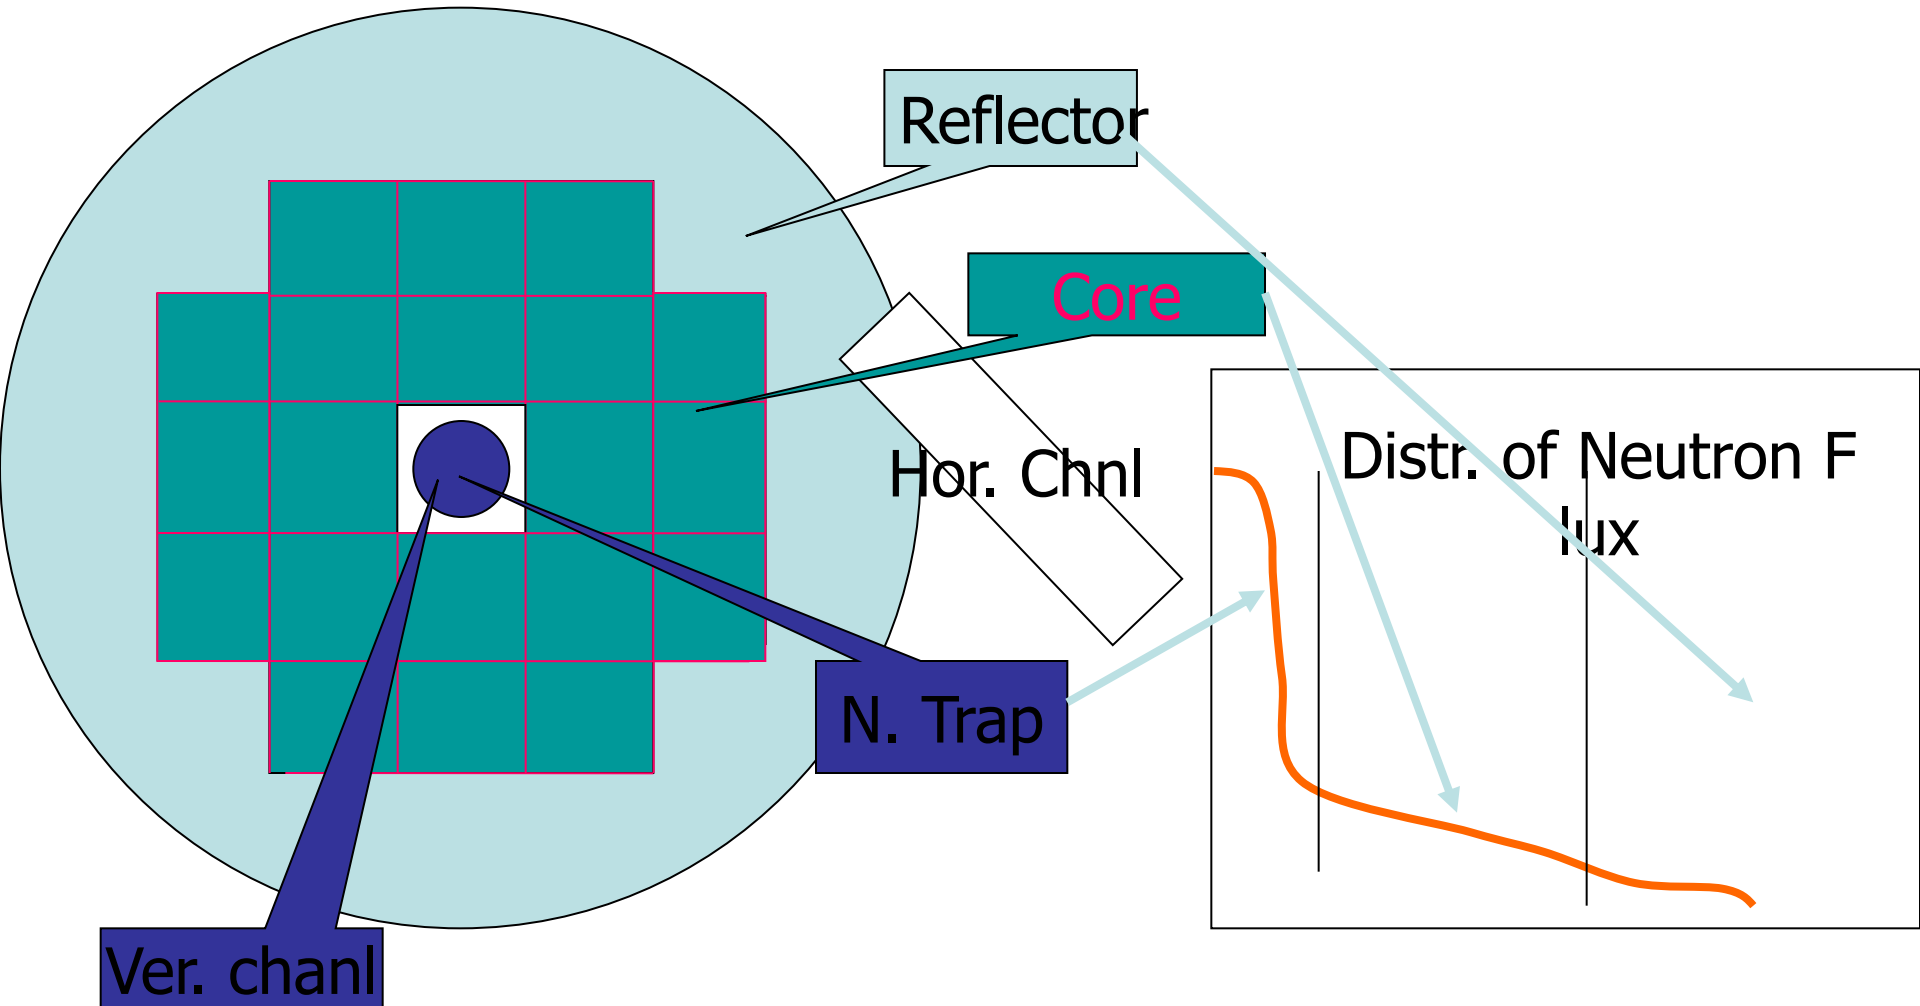 Reflector
Core
Distr. of Neutron F
lux
Hor. Chnl
N. Trap
Ver. chanl